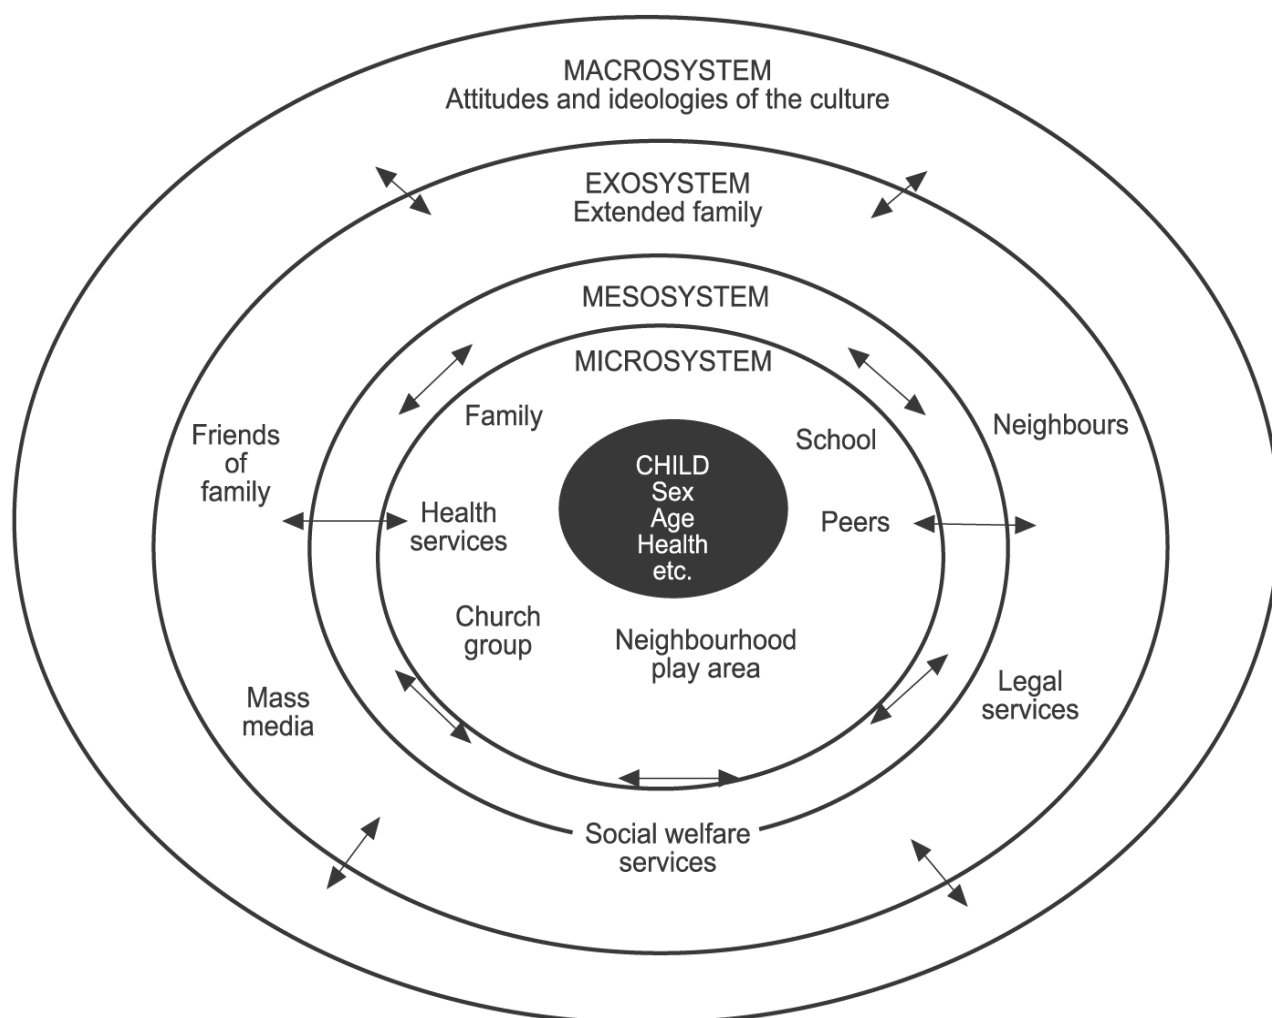 MACROSYSTEM
Attitudes and ideologies of the culture
EXOSYSTEM
Extended family
MESOSYSTEM
MICROSYSTEM
Family
School
Friends
of
family
Neighbours
CHILD
Sex
Age
Health
etc.
Health
services
Peers
Church
group
Neighbourhood
play area
Mass
media
Legal
services
Social welfare
services